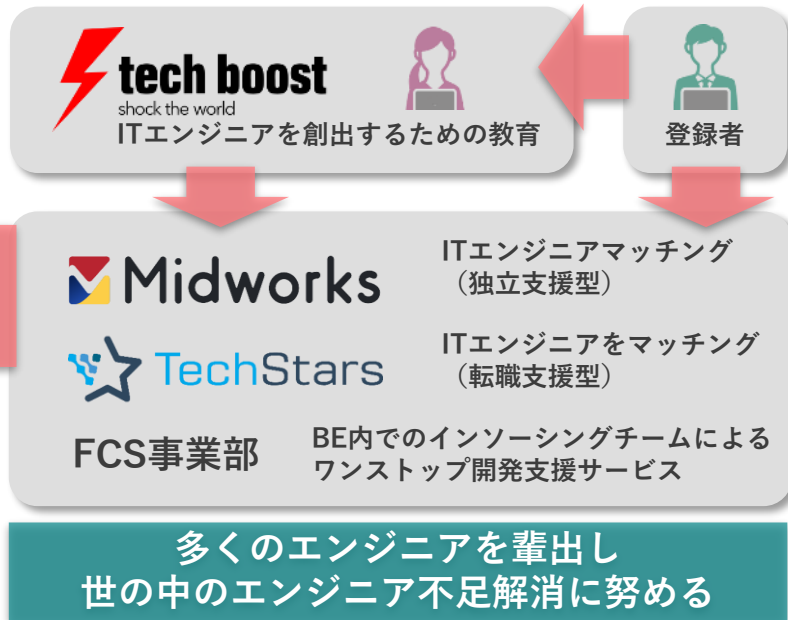 tech boost
shock the world
ITエンジニアを創出するための教育
登録者
Midworks
ITエンジニアマッチング
（独立支援型）
TechStars
ITエンジニアをマッチング
（転職支援型）
FCS事業部
BE内でのインソーシングチームによる
ワンストップ開発支援サービス
多くのエンジニアを輩出し
世の中のエンジニア不足解消に努める